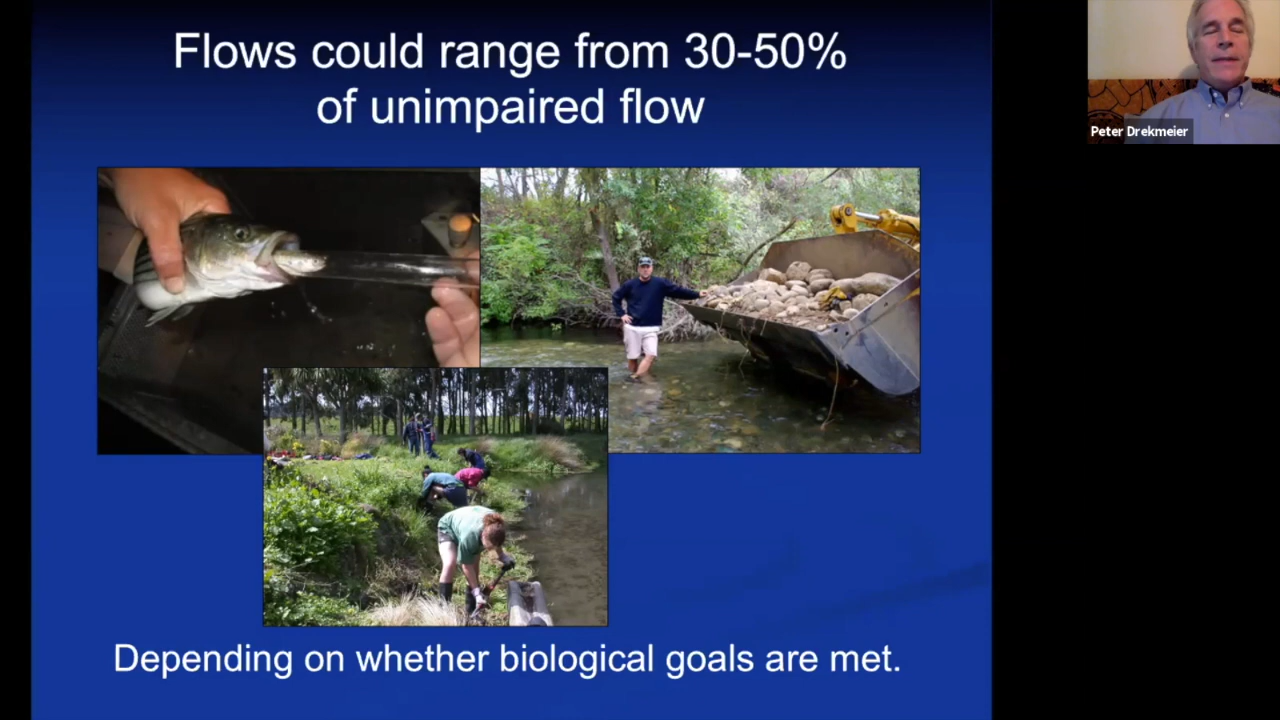 Flows could range from 30-50%
of unimpaired flow
Peter Drekmeier
Depending on whether biological goals are met.